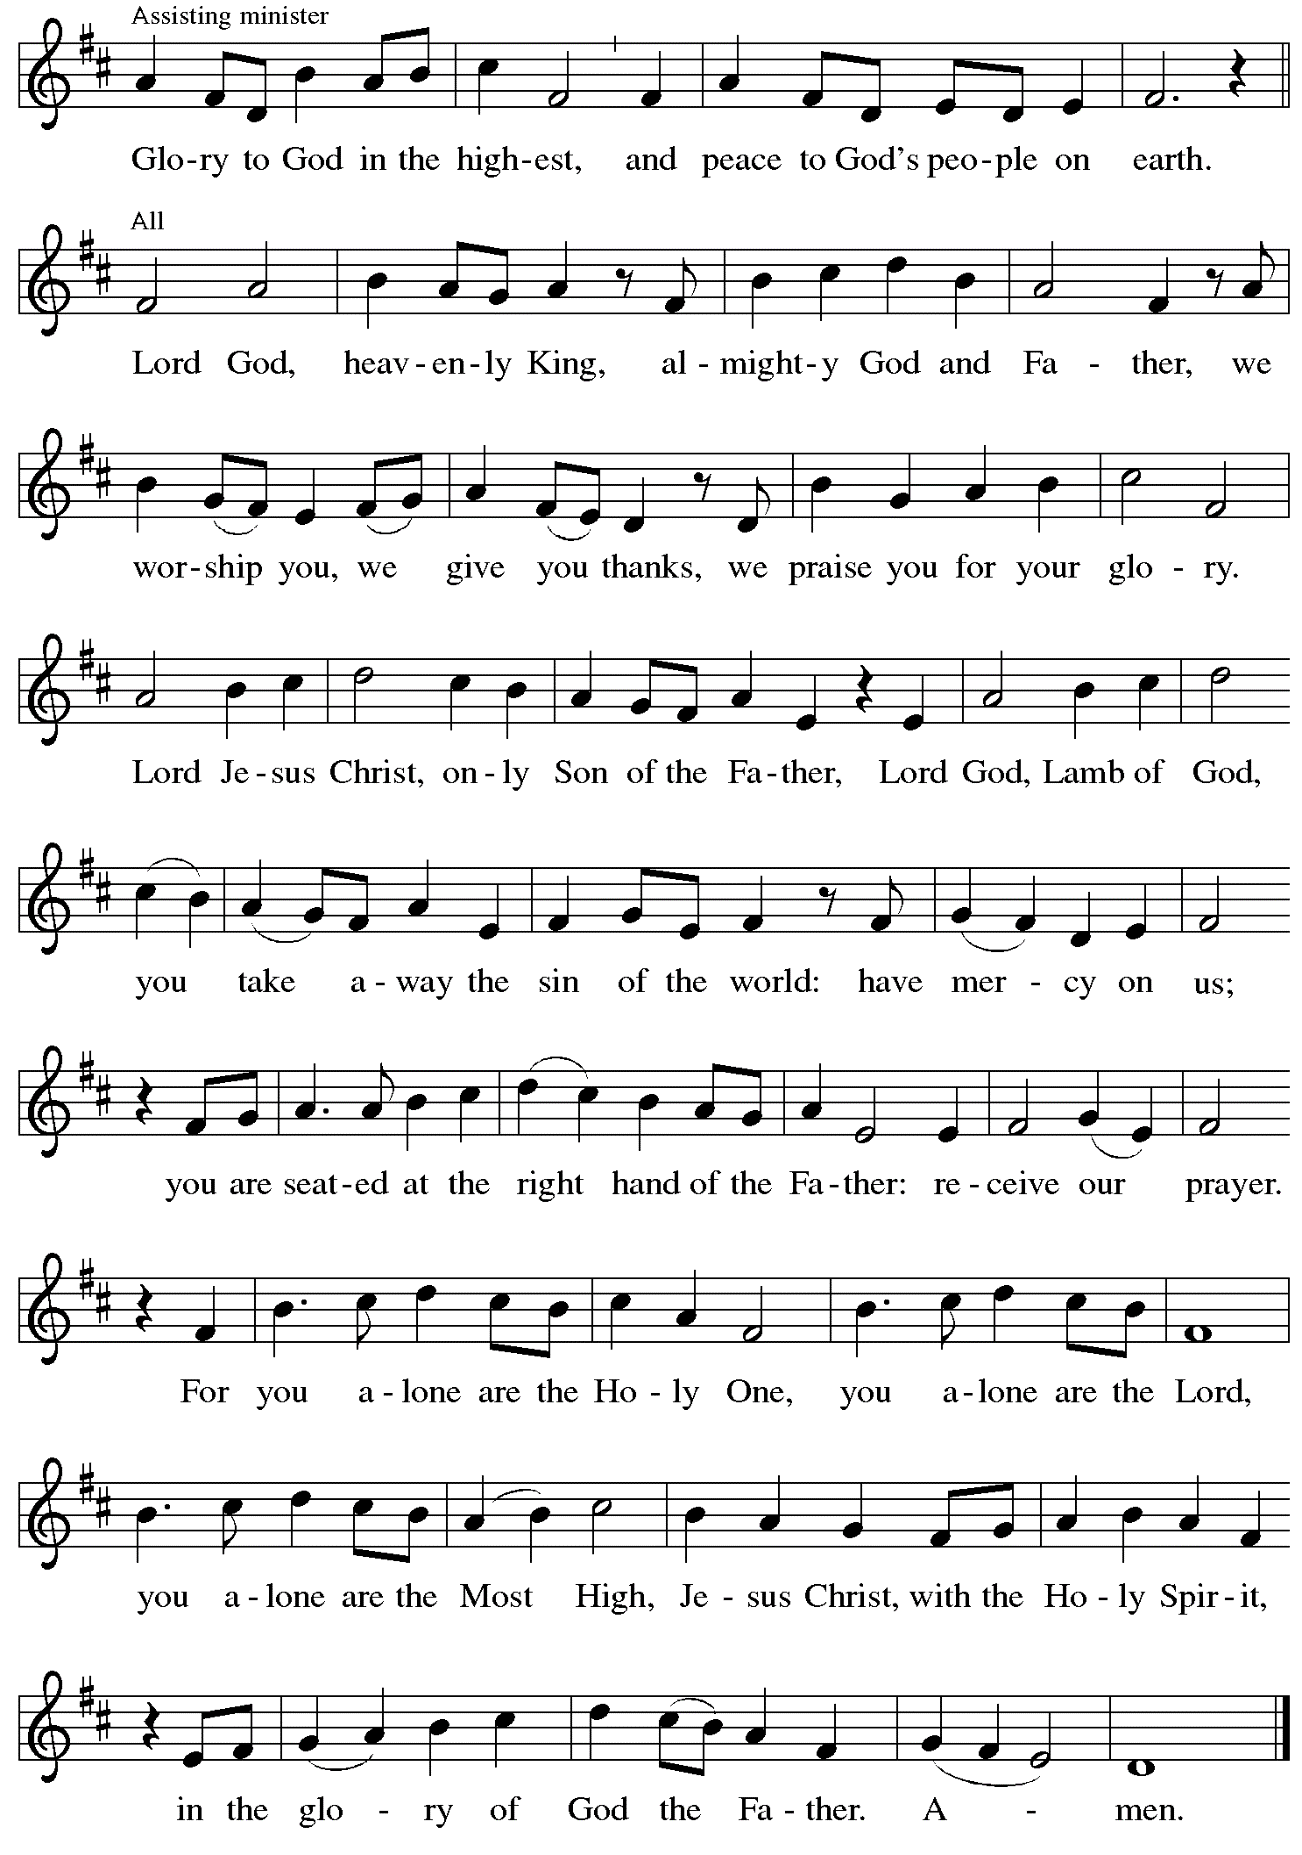 Assisting minister
Glo-ry to God in the high-est, and peace to God's peo-ple on earth.
All
Lord God, heav-en-ly King, al-might-y God and Fa-ther, we
wor-ship you, we give you thanks, we praise you for your glo-ry.
Lord Je-sus Christ, on-ly Son of the Fa-ther, Lord God, Lamb of God,
you take a-way the sin of the world: have mer-cy on us;
you are seat-ed at the right hand of the Fa-ther: re-ceive our prayer.
For you a-lone are the Ho-ly One, you a-lone are the Lord,
you a-lone are the Most High, Je-sus Christ, with the Ho-ly Spir-it,
in the glo-ry of God the Fa-ther. A-men.